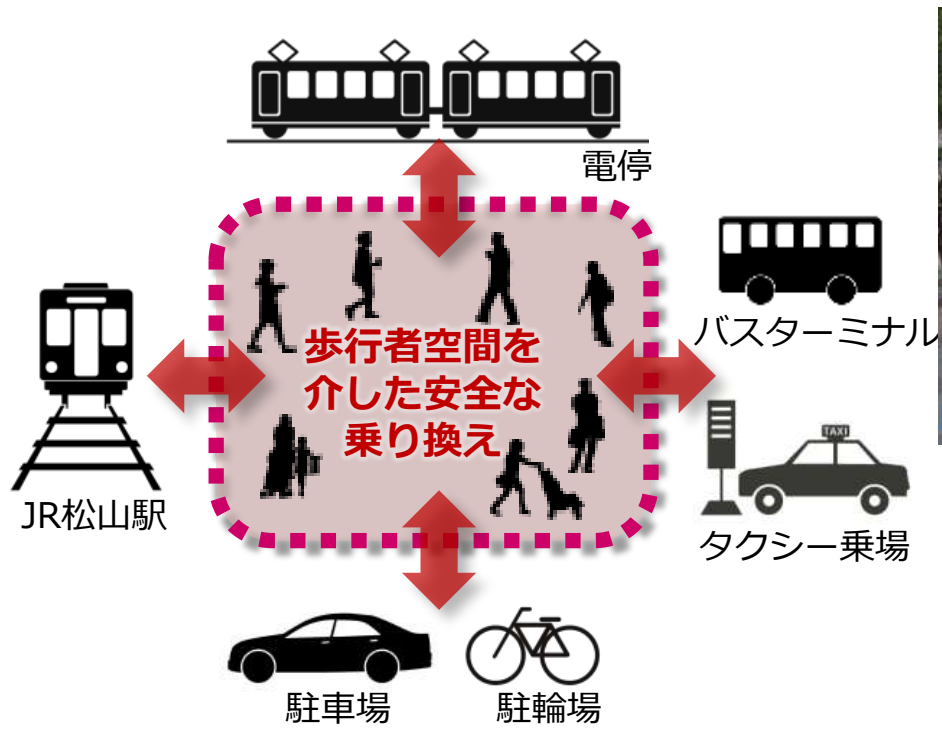 電停
バスターミナル
歩行者空間を
介した安全な
乗り換え
JR松山駅
TAXI
タクシー乗場
駐車場
駐輪場